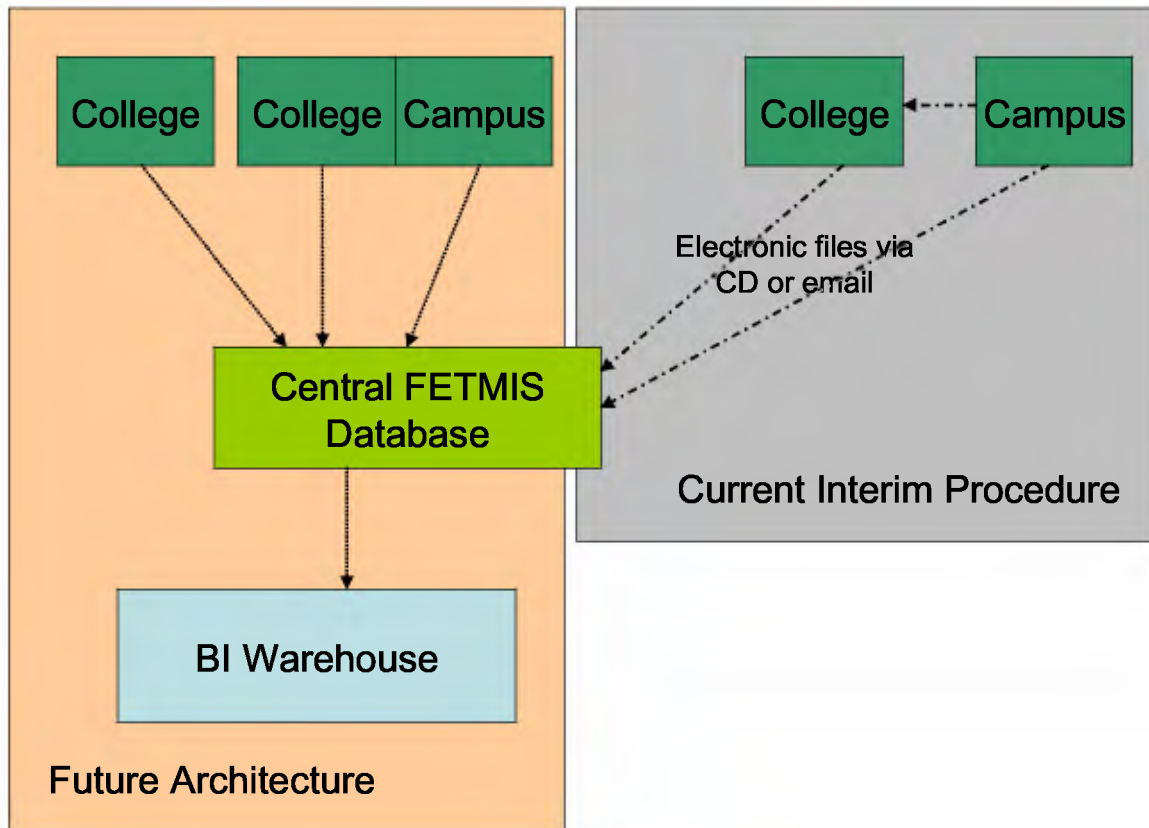 College
College
Campus
College
Campus
Electronic files via
CD or email
Central FETMIS
Database
Current Interim Procedure
BI Warehouse
Future Architecture